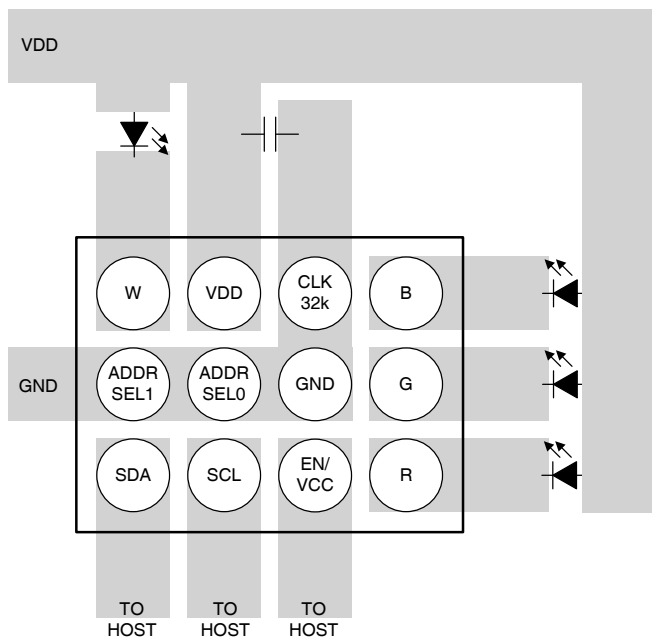 VDD
W
VDD
CLK
32k
B
GND
ADDR
SEL1
ADDR
SEL0
GND
G
SDA
SCL
EN/
VCC
R
TO
HOST
TO
HOST
TO
HOST